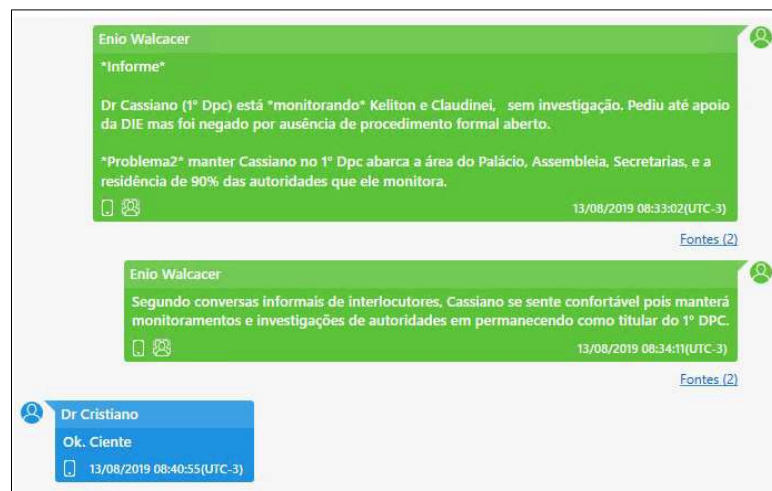 Enio Walcacer
*Informe*
Dr Cassiano (1º Dpc) está *monitorando* Keliton e Claudinei, sem investigação. Pediu até apoio
da DIE mas foi negado por ausência de procedimento formal aberto.
*Problema2* manter Cassiano no 1º Dpc abarca a área do Palácio, Assembleia, Secretarias, e a
residência de 90% das autoridades que ele monitora.
13/08/2019 08:33:02(UTC-3)
Fontes (2)
Enio Walcacer
Segundo conversas informais de interlocutores, Cassiano se sente confortável pois manterá
monitoramentos e investigações de autoridades em permanecendo como titular do 1º DPC.
13/08/2019 08:34:11(UTC-3)
Fontes (2)
Dr Cristiano
Ok. Ciente
13/08/2019 08:40:55(UTC-3)